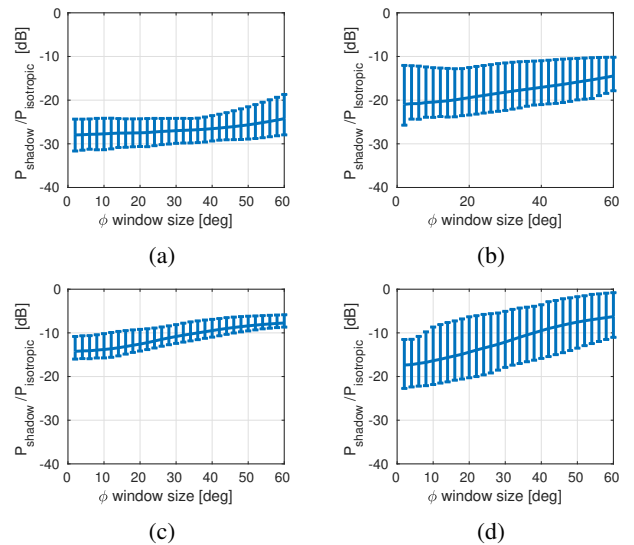 0
-10
-20
-30
-40
P_shadow/P_isotropic [dB]
0 10 20 30 40 50 60
ϕ window size [deg]
(a)
0
-10
-20
-30
-40
P_shadow/P_Isotropic [dB]
0 20 40 60
ϕ window size [deg]
(b)
0
-10
-20
-30
-40
P_shadow/P_isotropic [dB]
0 10 20 30 40 50 60
ϕ window size [deg]
(c)
0
-10
-20
-30
-40
P_shadow/P_isotropic [dB]
0 10 20 30 40 50 60
ϕ window size [deg]
(d)